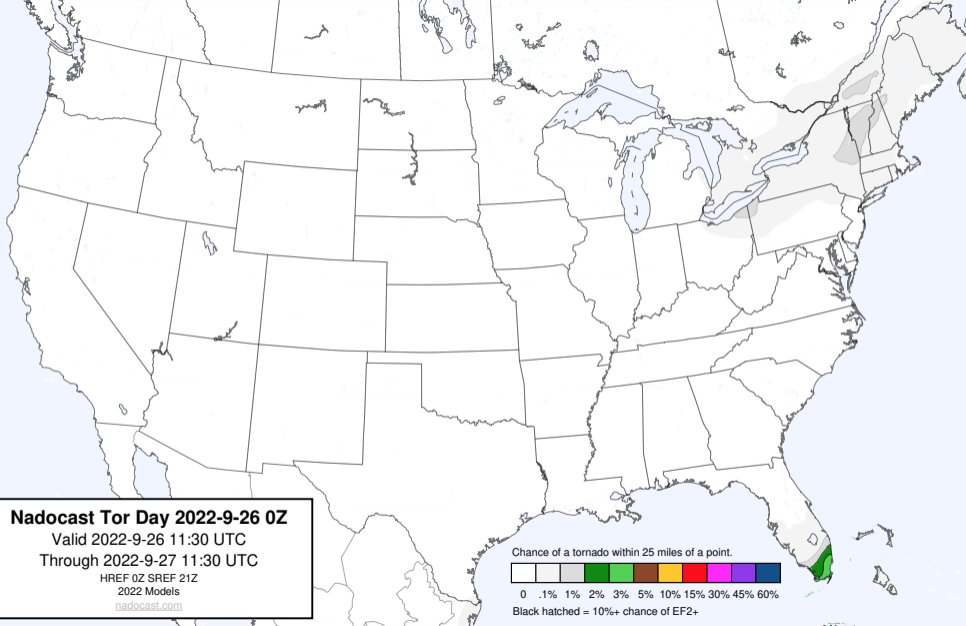 Nadocast Tor Day 2022-9-26 0Z
Valid 2022-9-26 11:30 UTC
Through 2022-9-27 11:30 UTC
HREF 0Z SREF 21Z
2022 Models
nadocast.com
Chance of a tornado within 25 miles of a point.
0 .1% 1% 2% 3% 5% 10% 15% 30% 45% 60%
Black hatched = 10%+ chance of EF2+